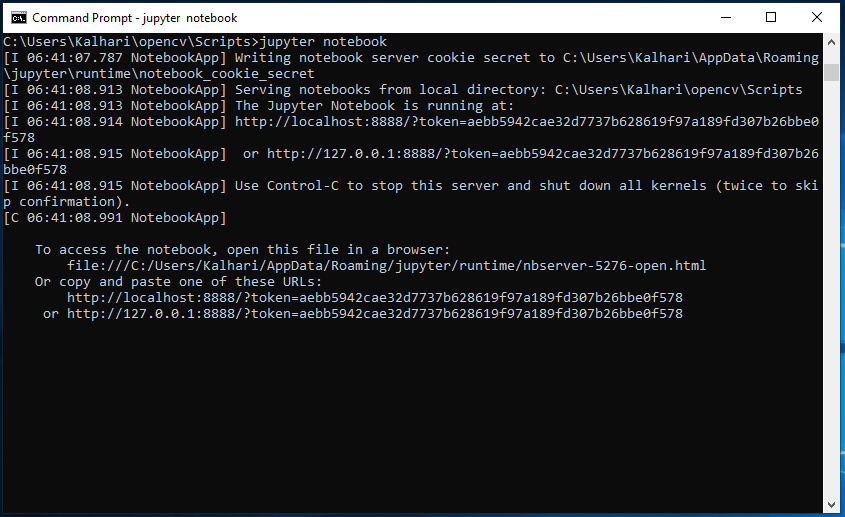 Command Prompt - jupyter  notebook
C:\Users\Kalhari\opencv\Scripts>jupyter notebook
[I 06:41:07.787 NotebookApp] Writing notebook server cookie secret to C:\Users\Kalhari\AppData\Roaming
\jupyter\runtime\notebook_cookie_secret
[I 06:41:08.913 NotebookApp] Serving notebooks from local directory: C:\Users\Kalhari\opencv\Scripts
[I 06:41:08.913 NotebookApp] The Jupyter Notebook is running at:
[I 06:41:08.914 NotebookApp] http://localhost:8888/?token=aebb5942cae32d7737b628619f97a189fd307b26bbe0
f578
[I 06:41:08.915 NotebookApp]  or http://127.0.0.1:8888/?token=aebb5942cae32d7737b628619f97a189fd307b26
bbe0f578
[I 06:41:08.915 NotebookApp] Use Control-C to stop this server and shut down all kernels (twice to ski
p confirmation).
[C 06:41:08.991 NotebookApp]
    To access the notebook, open this file in a browser:
        file:///C:/Users/Kalhari/AppData/Roaming/jupyter/runtime/nbserver-5276-open.html
    Or copy and paste one of these URLs:
        http://localhost:8888/?token=aebb5942cae32d7737b628619f97a189fd307b26bbe0f578
     or http://127.0.0.1:8888/?token=aebb5942cae32d7737b628619f97a189fd307b26bbe0f578